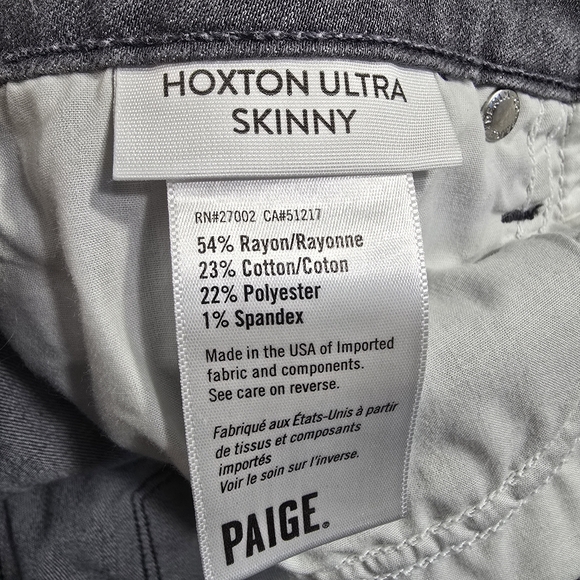 HOXTON ULTRA
SKINNY
RN#27002 CA#51217
54% Rayon/Rayonne
23% Cotton/Coton
22% Polyester
1% Spandex
Made in the USA of Imported
fabric and components.
See care on reverse.
Fabriqué aux États-Unis à partir
de tissus et composants
importés
Voir le soin sur l'inverse.
PAIGE®